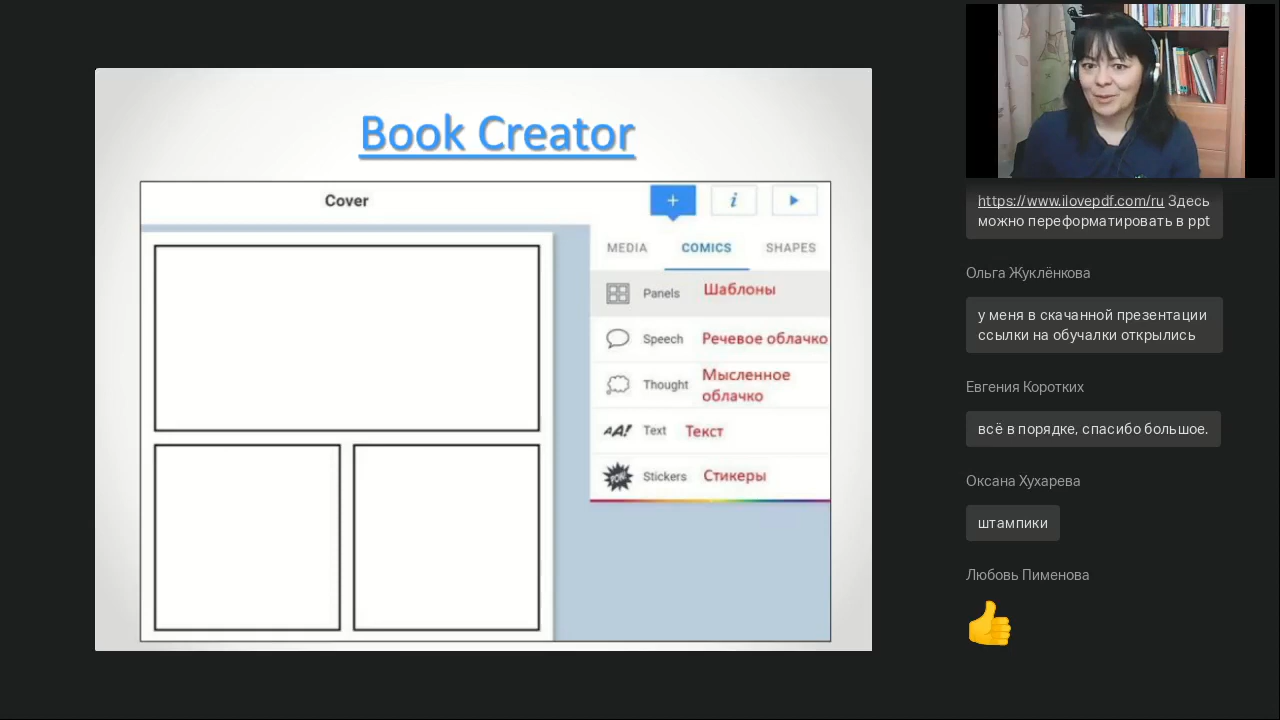 Book Creator
Cover
+ i
MEDIA COMICS SHAPES
Panels Шаблоны
Speech Речевое облачко
Thought Мысленное
облачко
AA! Text Текст
POW! Stickers Стикеры
https://www.ilovepdf.com/ru Здесь
можно переформатировать в ppt
Ольга Жуклёнкова
у меня в скачанной презентации
ссылки на обучалки открылись
Евгения Коротких
всё в порядке, спасибо большое.
Оксана Хухарева
штампики
Любовь Пименова